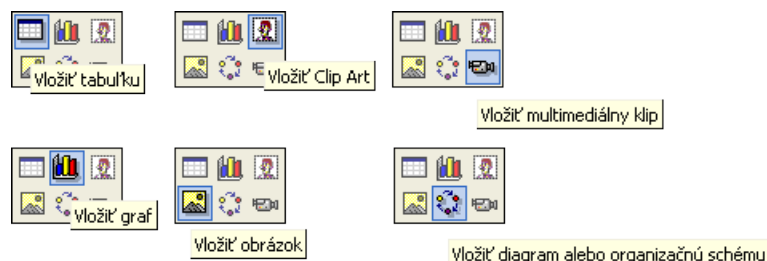 Vložiť tabuľku
Vložiť Clip Art
Vložiť multimediálny klip
Vložiť graf
Vložiť obrázok
Vložiť diagram alebo organizačnú schému